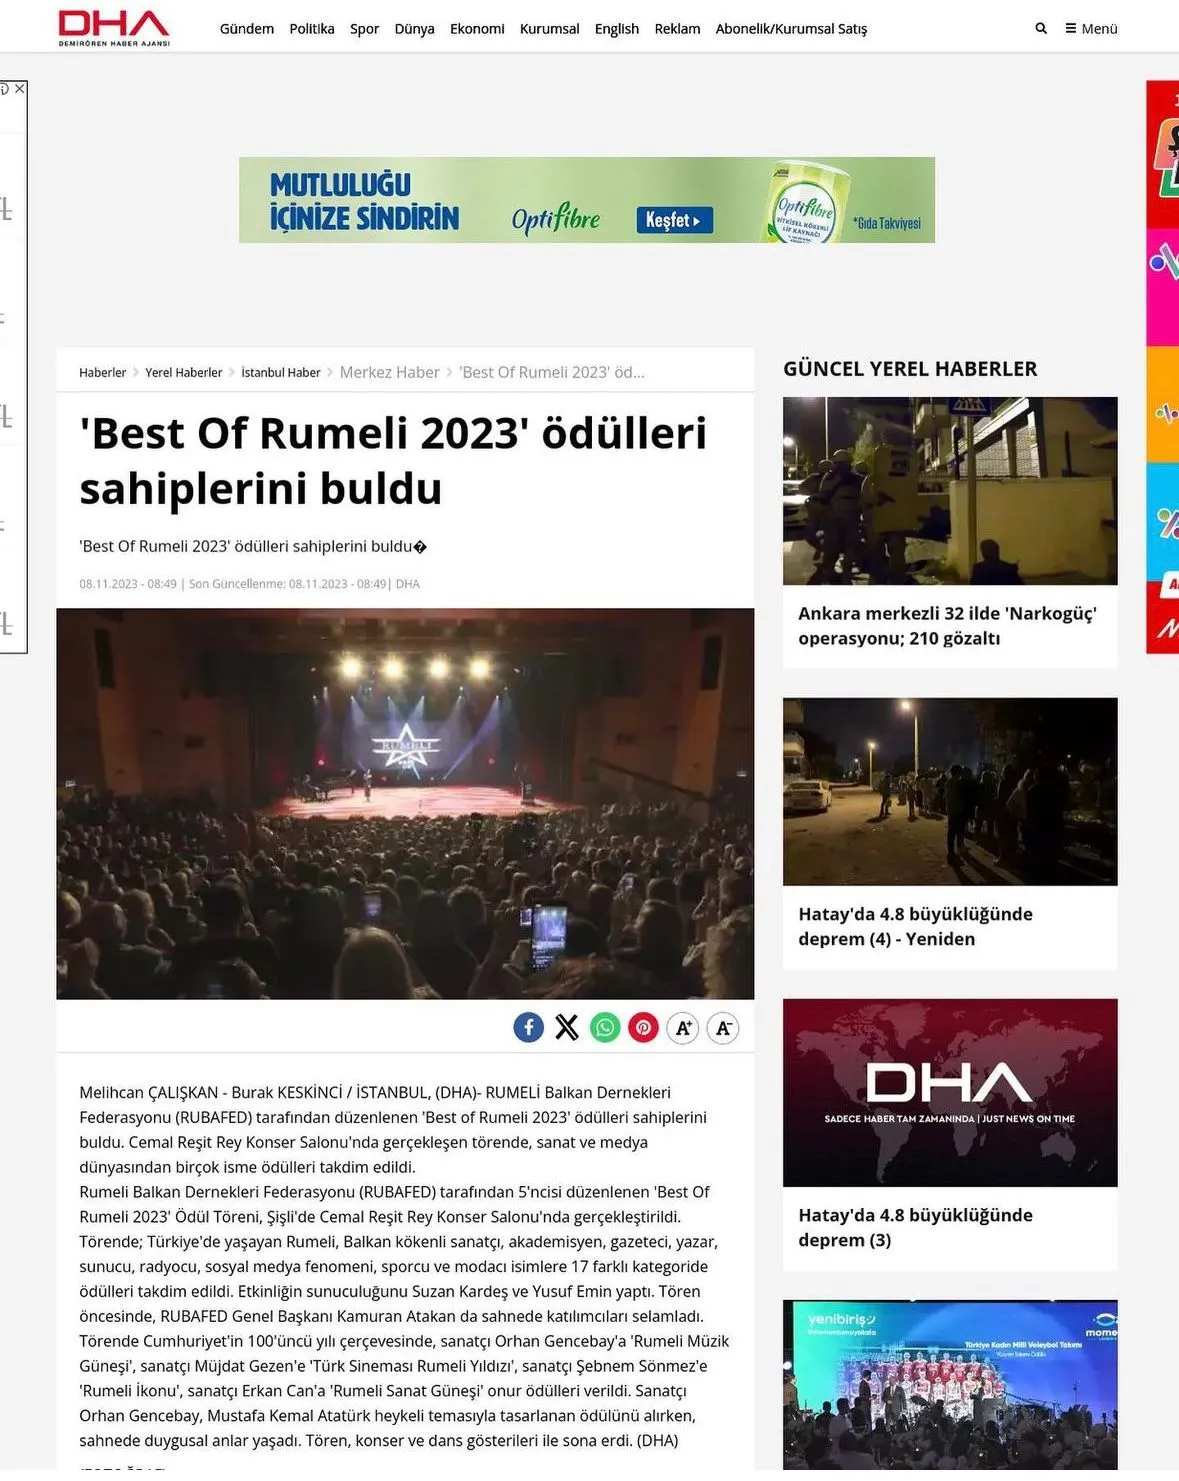 DHA
DEMİRÖREN HABER AJANSI
Gündem Politika Spor Dünya Ekonomi Kurumsal English Reklam Abonelik/Kurumsal Satış
Menü
MUTLULUĞU
İÇİNİZE SİNDİRİN
Optifibre
Keşfet
Optifibre
BİTKİSEL KÖKENLİ
LİF KAYNAĞI
*Gıda Takviyesi
Haberler > Yerel Haberler > İstanbul Haber > Merkez Haber > 'Best Of Rumeli 2023' öd...
'Best Of Rumeli 2023' ödülleri
sahiplerini buldu
'Best Of Rumeli 2023' ödülleri sahiplerini buldu�
08.11.2023 - 08:49 | Son Güncellenme: 08.11.2023 - 08:49| DHA
RUMELİ
A+
A-
Melihcan ÇALIŞKAN - Burak KESKİNCİ / İSTANBUL, (DHA)- RUMELİ Balkan Dernekleri
Federasyonu (RUBAFED) tarafından düzenlenen 'Best of Rumeli 2023' ödülleri sahiplerini
buldu. Cemal Reşit Rey Konser Salonu'nda gerçekleşen törende, sanat ve medya
dünyasından birçok isme ödülleri takdim edildi.
Rumeli Balkan Dernekleri Federasyonu (RUBAFED) tarafından 5'ncisi düzenlenen 'Best Of
Rumeli 2023' Ödül Töreni, Şişli'de Cemal Reşit Rey Konser Salonu'nda gerçekleştirildi.
Törende; Türkiye'de yaşayan Rumeli, Balkan kökenli sanatçı, akademisyen, gazeteci, yazar,
sunucu, radyocu, sosyal medya fenomeni, sporcu ve modacı isimlere 17 farklı kategoride
ödülleri takdim edildi. Etkinliğin sunuculuğunu Suzan Kardeş ve Yusuf Emin yaptı. Tören
öncesinde, RUBAFED Genel Başkanı Kamuran Atakan da sahnede katılımcıları selamladı.
Törende Cumhuriyet'in 100'üncü yılı çerçevesinde, sanatçı Orhan Gencebay'a 'Rumeli Müzik
Güneşi', sanatçı Müjdat Gezen'e 'Türk Sineması Rumeli Yıldızı', sanatçı Şebnem Sönmez'e
'Rumeli İkonu', sanatçı Erkan Can'a 'Rumeli Sanat Güneşi' onur ödülleri verildi. Sanatçı
Orhan Gencebay, Mustafa Kemal Atatürk heykeli temasıyla tasarlanan ödülünü alırken,
sahnede duygusal anlar yaşadı. Tören, konser ve dans gösterileri ile sona erdi. (DHA)
GÜNCEL YEREL HABERLER
Ankara merkezli 32 ilde 'Narkogüç'
operasyonu; 210 gözaltı
Hatay'da 4.8 büyüklüğünde
deprem (4) - Yeniden
DHA
SADECE HABER TAM ZAMANINDA | JUST NEWS ON TIME
Hatay'da 4.8 büyüklüğünde
deprem (3)
yenibiriş
Türkiye Kadın Milli Voleybol Takımı